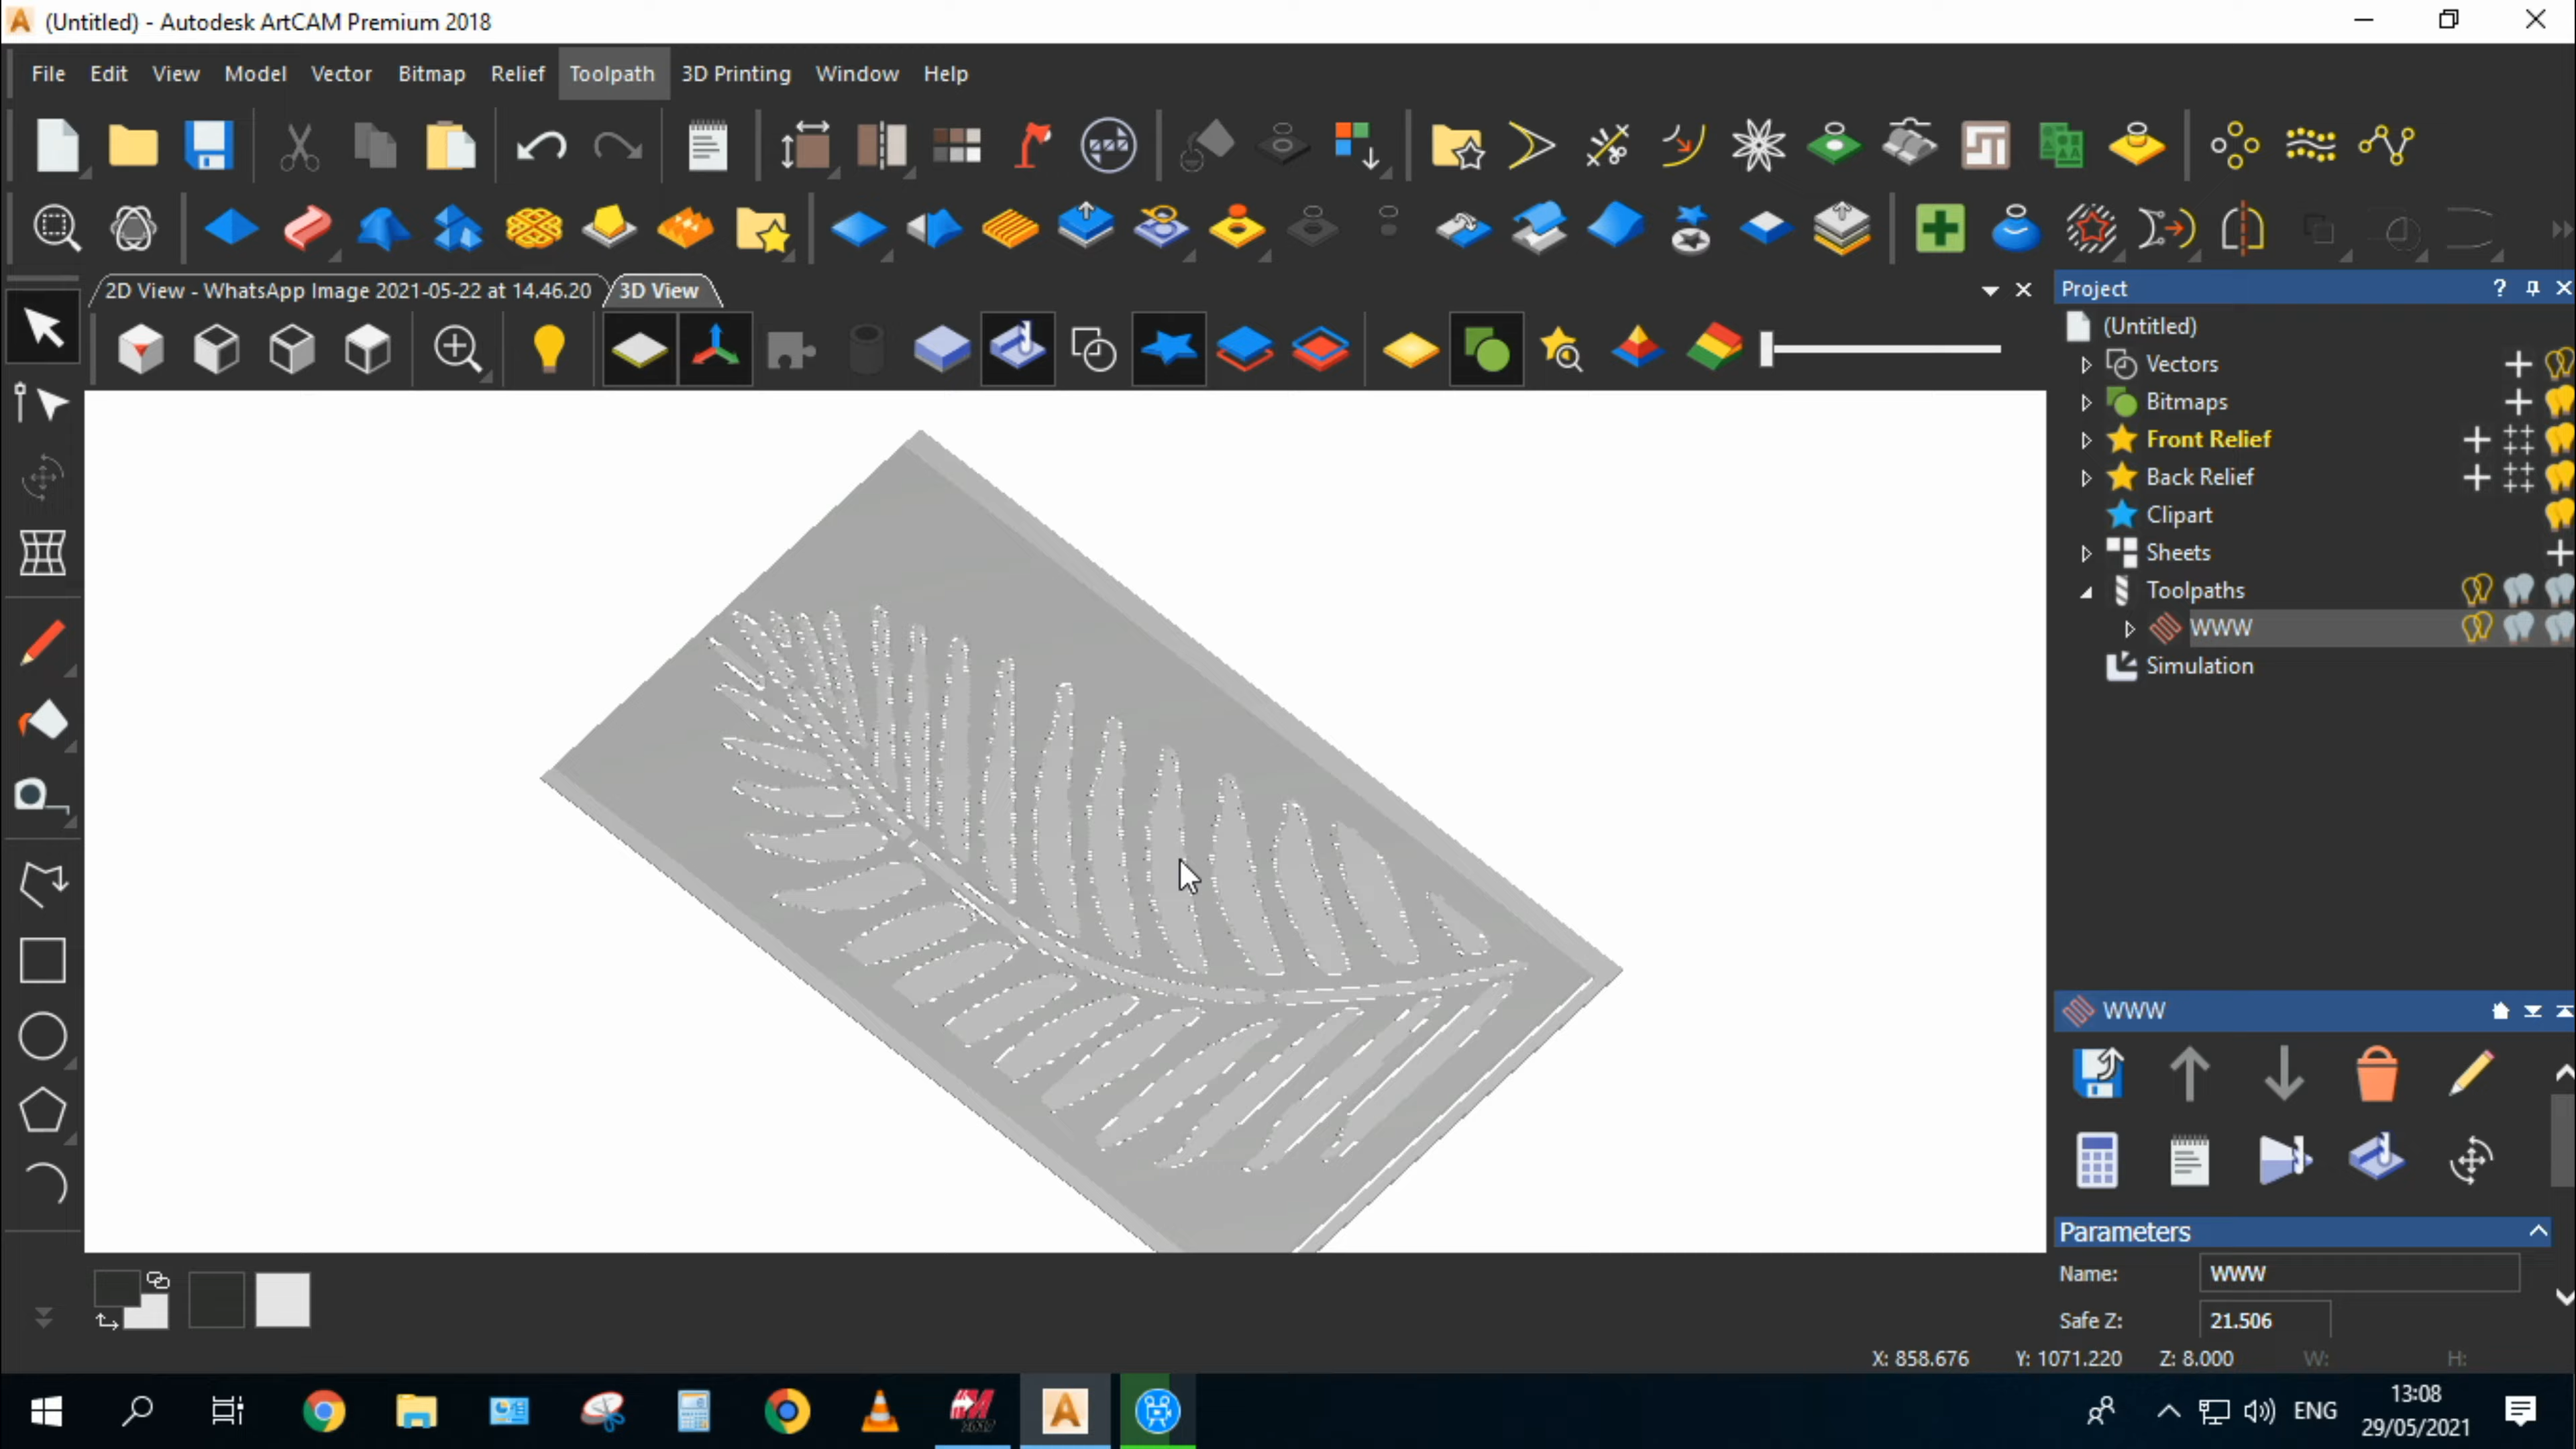 (Untitled) - Autodesk ArtCAM Premium 2018
File Edit View Model Vector Bitmap Relief Toolpath 3D Printing Window Help
2D View - WhatsApp Image 2021-05-22 at 14.46.20 3D View
Project
(Untitled)
Vectors
Bitmaps
Front Relief
Back Relief
Clipart
Sheets
Toolpaths
WWW
Simulation
WWW
Parameters
Name: WWW
Safe Z: 21.506
X: 858.676 Y: 1071.220 Z: 8.000 W: H:
ENG
13:08
29/05/2021